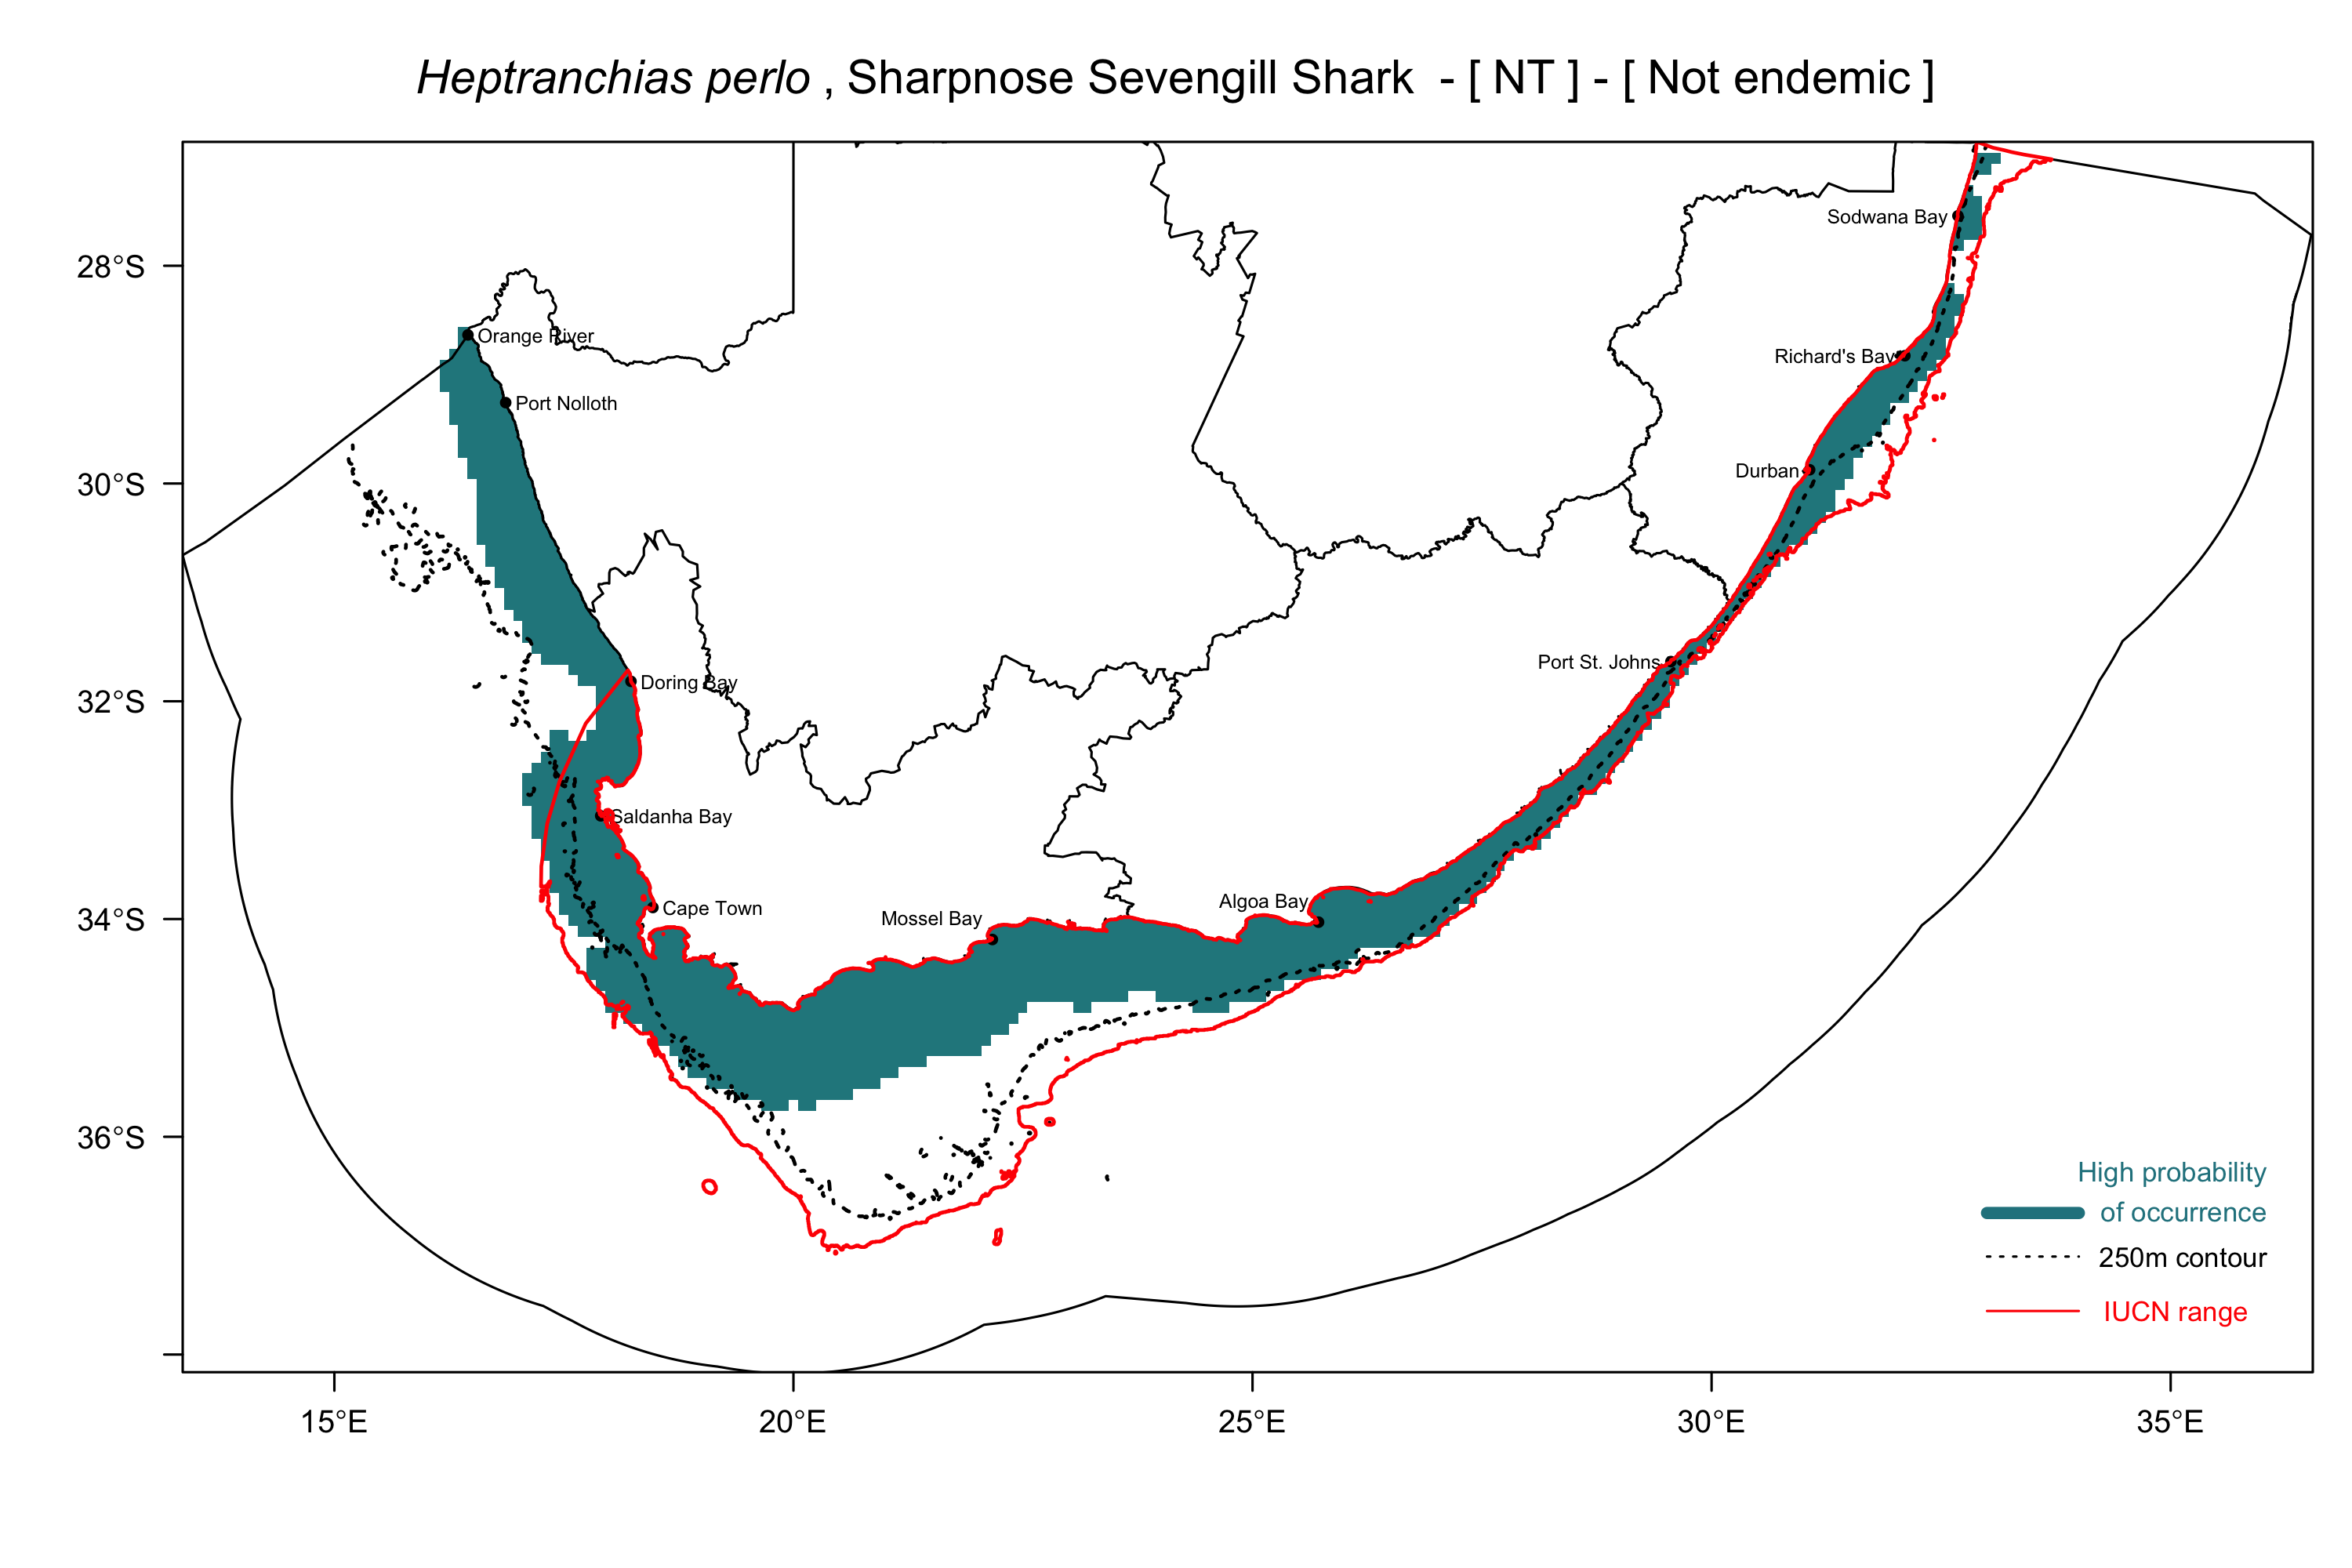 Heptranchias perlo , Sharpnose Sevengill Shark - [ NT ] - [ Not endemic ]
Sodwana Bay
28°S
Orange River
Richard's Bay
Port Nolloth
Durban
30°S
Port St. Johns
Doring Bay
32°S
Saldanha Bay
Algoa Bay
Cape Town
Mossel Bay
34°S
36°S
High probability
of occurrence
250m contour
IUCN range
15°E 20°E 25°E 30°E 35°E